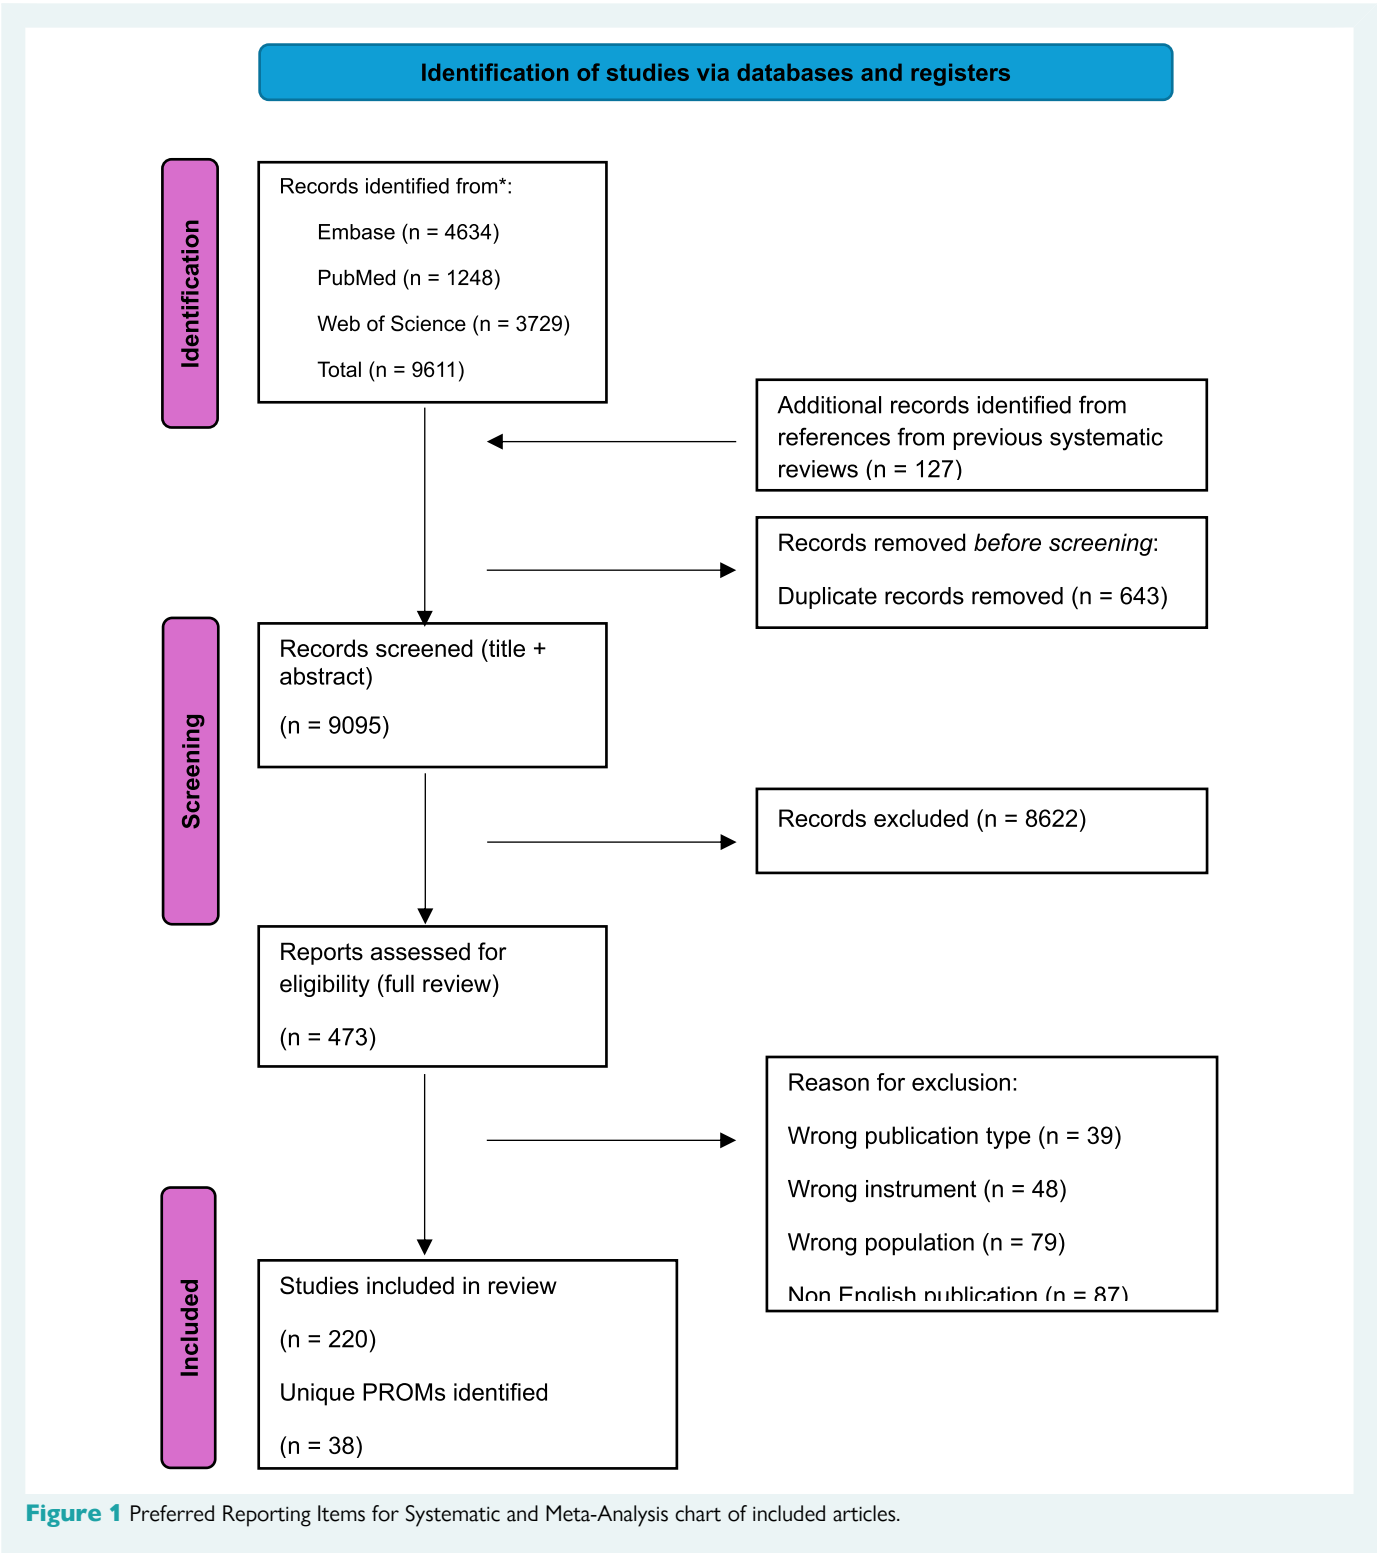 Identification of studies via databases and registers
Identification
Records identified from*:
Embase (n = 4634)
PubMed (n = 1248)
Web of Science (n = 3729)
Total (n = 9611)
Additional records identified from
references from previous systematic
reviews (n = 127)
Records removed before screening:
Duplicate records removed (n = 643)
Screening
Records screened (title +
abstract)
(n = 9095)
Records excluded (n = 8622)
Reports assessed for
eligibility (full review)
(n = 473)
Reason for exclusion:
Wrong publication type (n = 39)
Wrong instrument (n = 48)
Wrong population (n = 79)
Non English publication (n = 87)
Included
Studies included in review
(n = 220)
Unique PROMs identified
(n = 38)
Figure 1 Preferred Reporting Items for Systematic and Meta-Analysis chart of included articles.